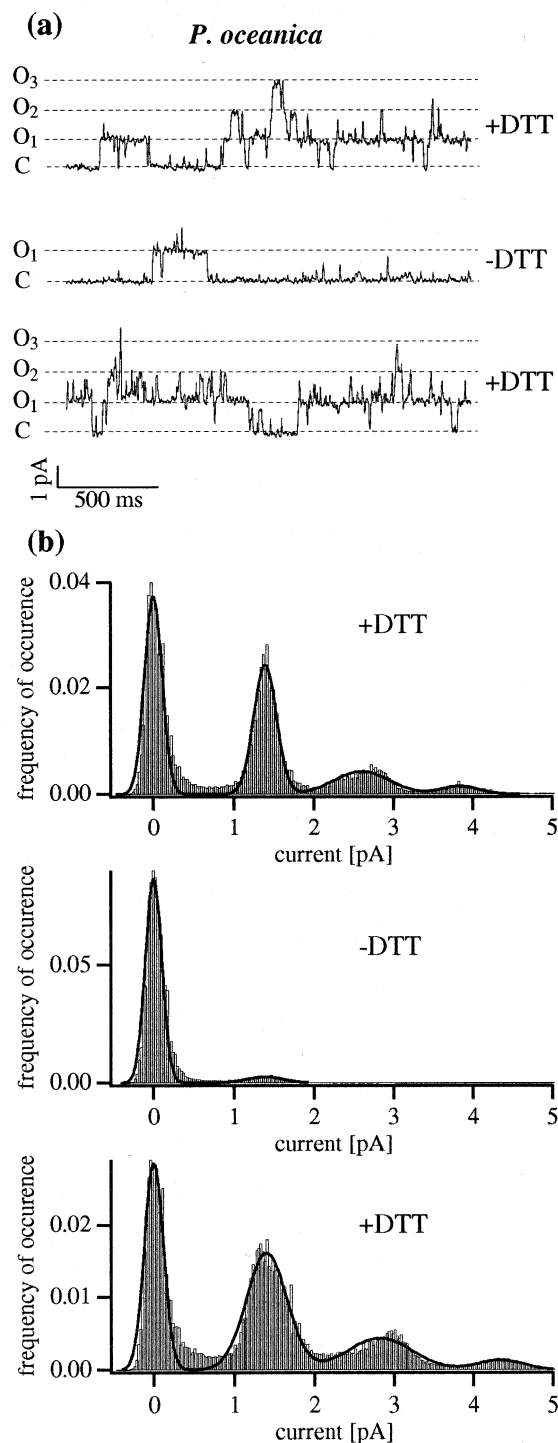 (a)
P. oceanica
O3
O2
O1
C
+DTT
O1
C
-DTT
O3
O2
O1
C
+DTT
1 pA
500 ms
(b)
frequency of occurence
0.04
0.02
0.00
+DTT
0 1 2 3 4 5
current [pA]
frequency of occurence
0.05
0.00
-DTT
0 1 2 3 4 5
current [pA]
frequency of occurence
0.02
0.01
0.00
+DTT
0 1 2 3 4 5
current [pA]